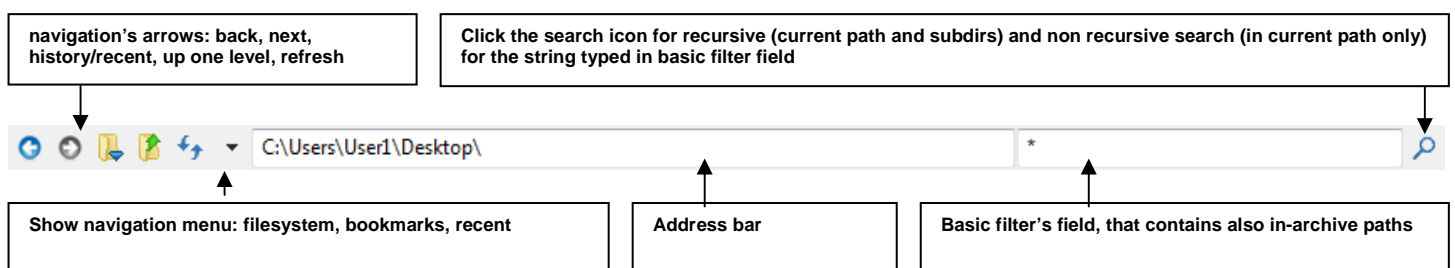 navigation's arrows: back, next,
history/recent, up one level, refresh
Click the search icon for recursive (current path and subdirs) and non recursive search (in current path only)
for the string typed in basic filter field
C:\Users\User1\Desktop\
*
Show navigation menu: filesystem, bookmarks, recent
Address bar
Basic filter's field, that contains also in-archive paths